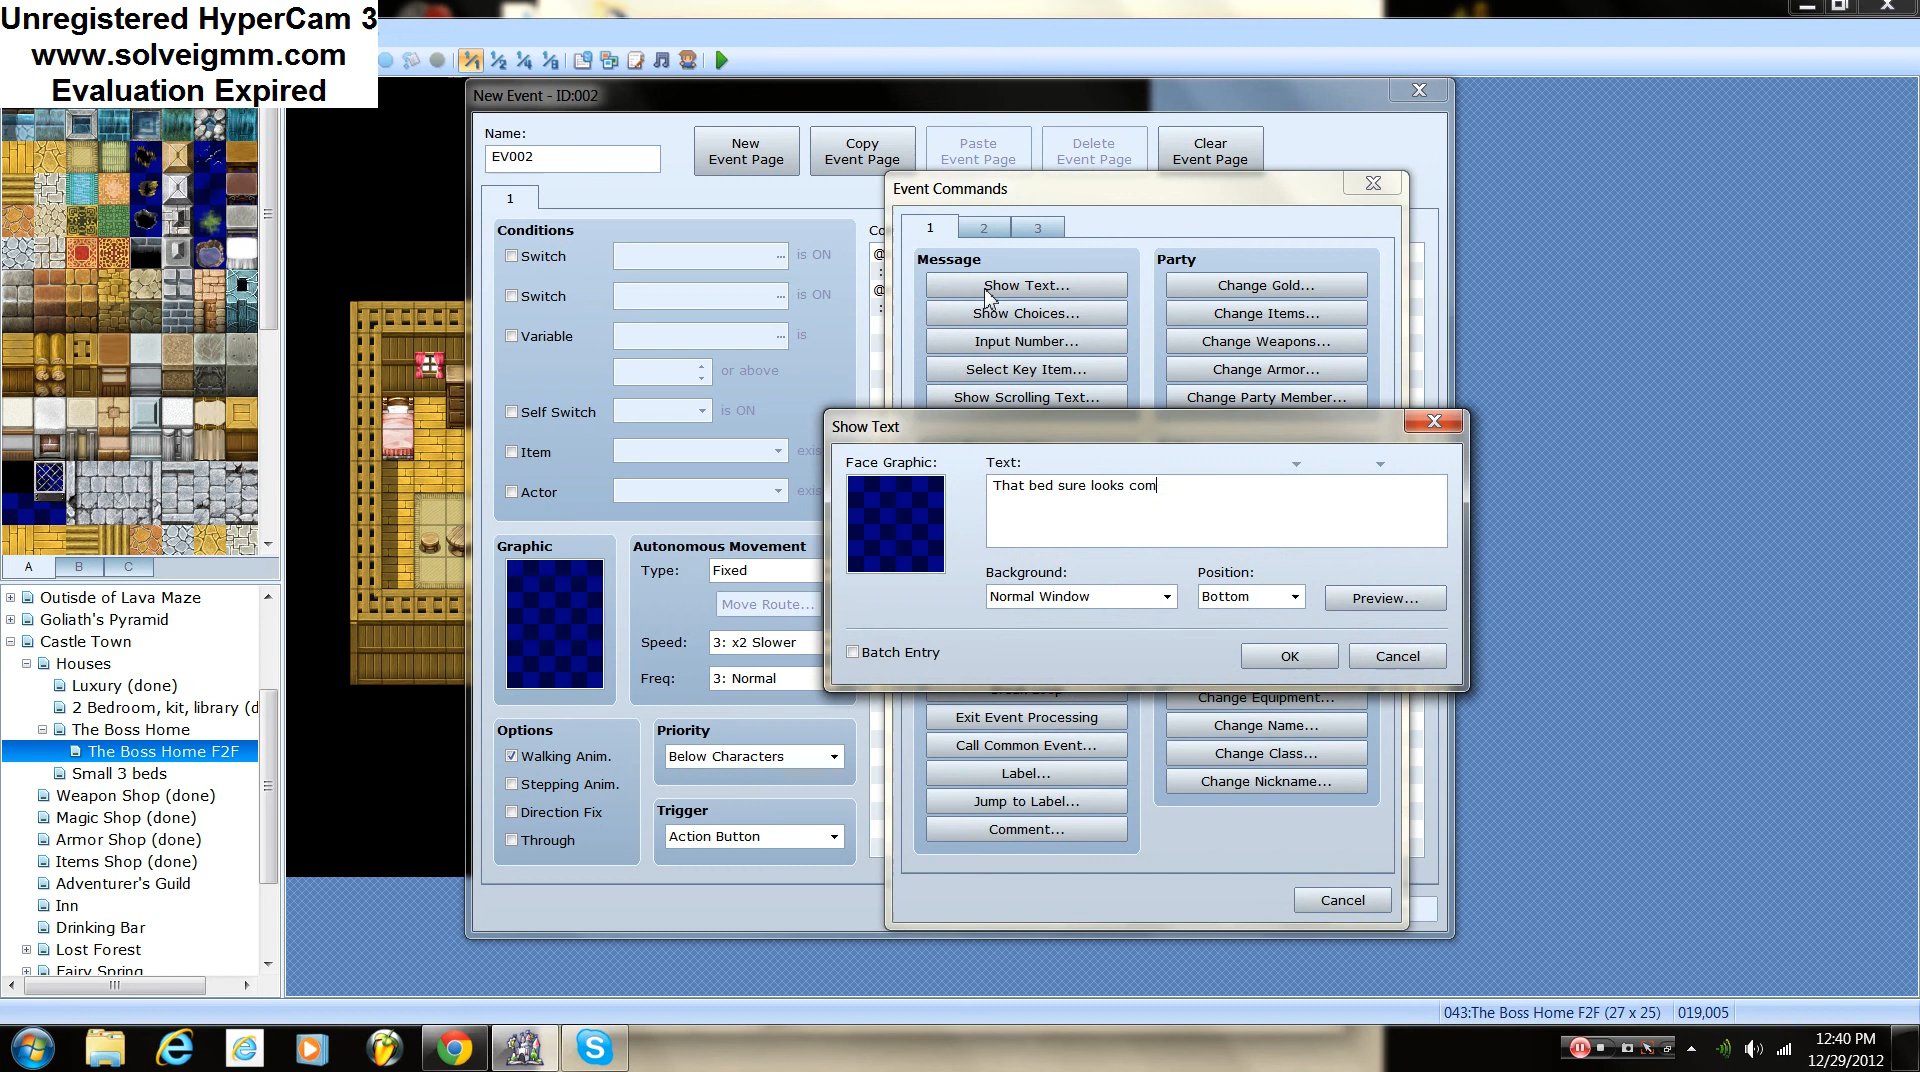 Unregistered HyperCam 3
www.solveigmm.com
Evaluation Expired
New Event - ID:002
Name:
EV002
New
Event Page
Copy
Event Page
Paste
Event Page
Delete
Event Page
Clear
Event Page
1
Conditions
Switch
... is ON
Switch
... is ON
Variable
... is
or above
Self Switch
is ON
Item
Actor
Graphic
Autonomous Movement
Type:
Fixed
Move Route...
Speed:
3: x2 Slower
Freq:
3: Normal
Options
Walking Anim.
Stepping Anim.
Direction Fix
Through
Priority
Below Characters
Trigger
Action Button
Event Commands
1
2
3
Message
Show Text...
Show Choices...
Input Number...
Select Key Item...
Show Scrolling Text...
Party
Change Gold...
Change Items...
Change Weapons...
Change Armor...
Change Party Member...
Show Text
Face Graphic:
Text:
That bed sure looks com
Background:
Normal Window
Position:
Bottom
Preview...
Batch Entry
OK
Cancel
Exit Event Processing
Call Common Event...
Label...
Jump to Label...
Comment...
Change Equipment...
Change Name...
Change Class...
Change Nickname...
Cancel
A
B
C
Outisde of Lava Maze
Goliath's Pyramid
Castle Town
Houses
Luxury (done)
2 Bedroom, kit, library (d
The Boss Home
The Boss Home F2F
Small 3 beds
Weapon Shop (done)
Magic Shop (done)
Armor Shop (done)
Items Shop (done)
Adventurer's Guild
Inn
Drinking Bar
Lost Forest
Fairy Spring
043:The Boss Home F2F (27 x 25)
019,005
12:40 PM
12/29/2012